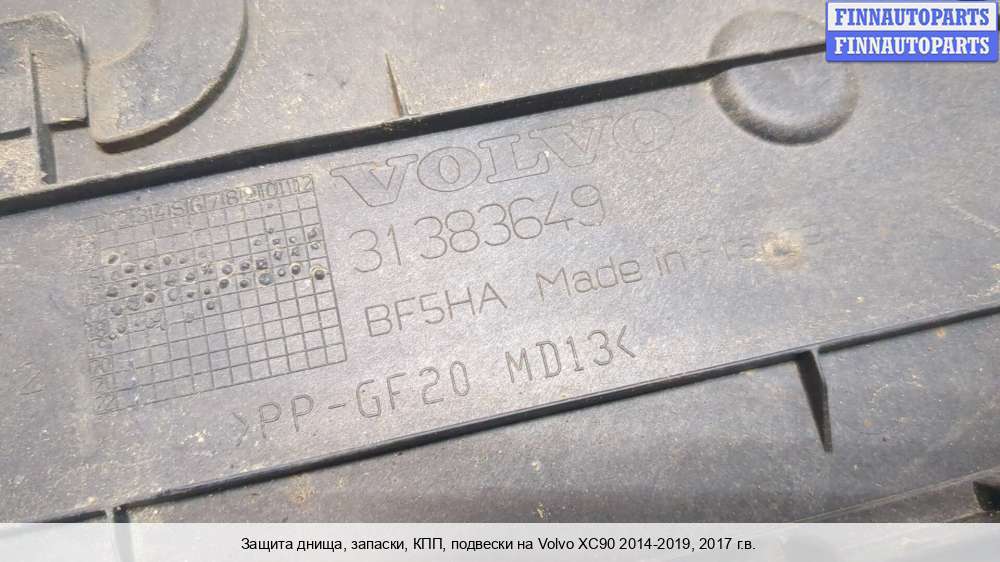 FINNAUTOPARTS
FINNAUTOPARTS
VOLVO
31383649
BF5HA Made in
>PP-GF20 MD13<
Защита днища, запаски, КПП, подвески на Volvo XC90 2014-2019, 2017 г.в.